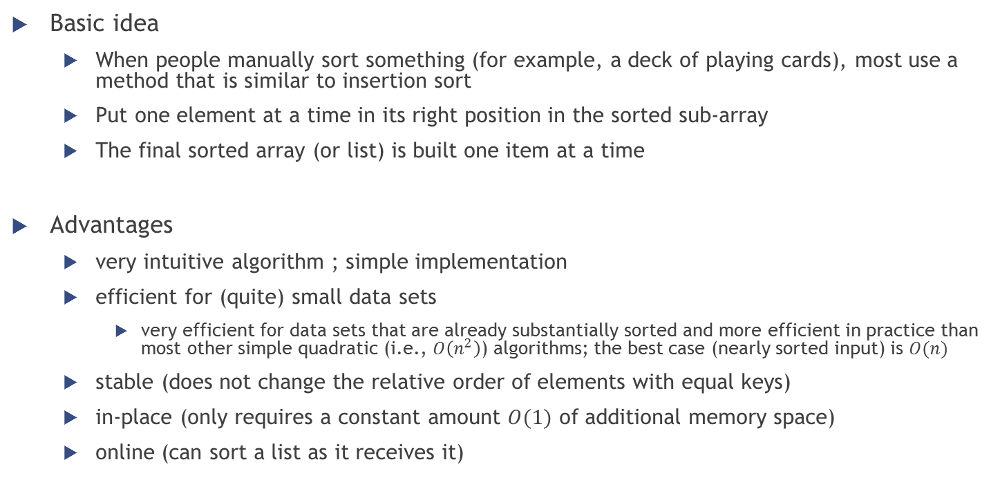 Basic idea
When people manually sort something (for example, a deck of playing cards), most use a
method that is similar to insertion sort
Put one element at a time in its right position in the sorted sub-array
The final sorted array (or list) is built one item at a time
Advantages
very intuitive algorithm ; simple implementation
efficient for (quite) small data sets
very efficient for data sets that are already substantially sorted and more efficient in practice than
most other simple quadratic (i.e., O(n²)) algorithms; the best case (nearly sorted input) is O(n)
stable (does not change the relative order of elements with equal keys)
in-place (only requires a constant amount O(1) of additional memory space)
online (can sort a list as it receives it)